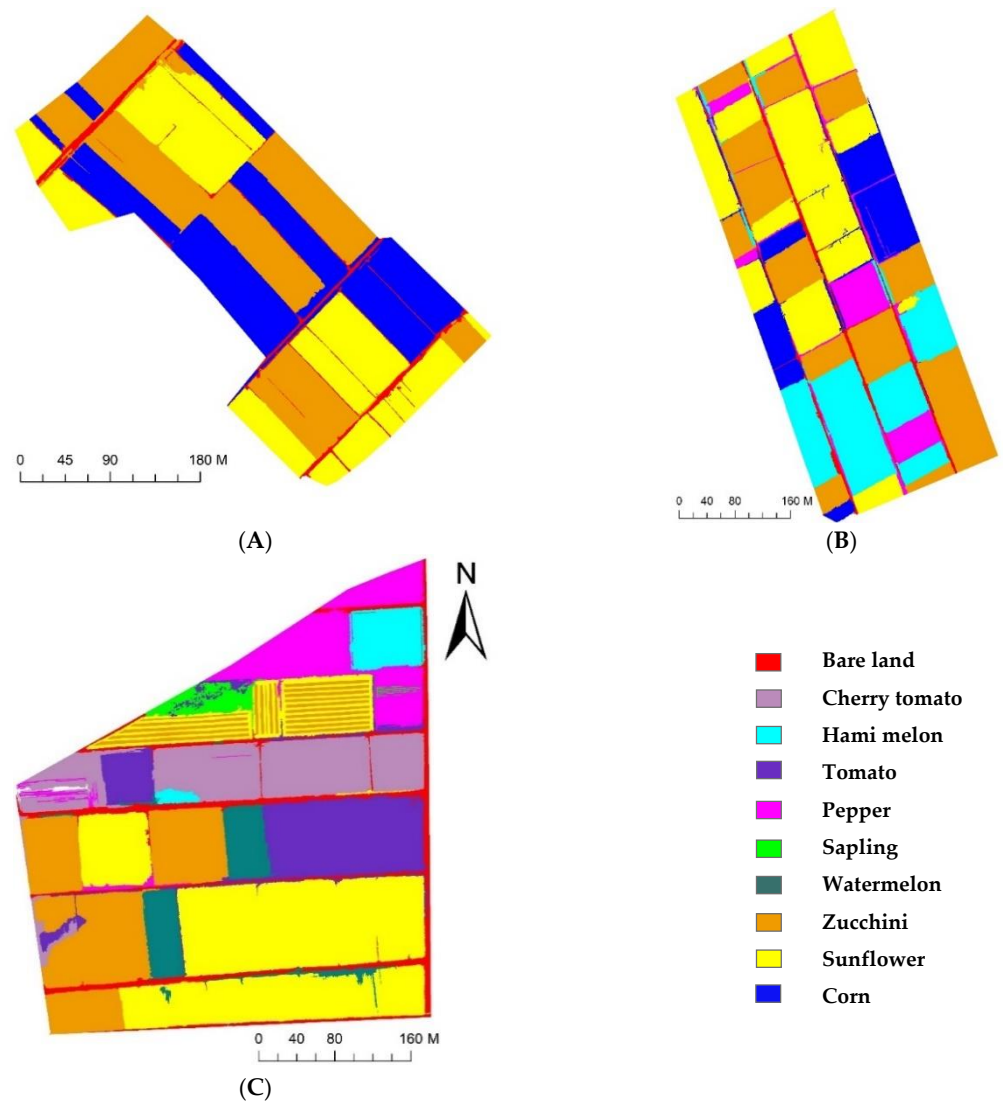 0 45 90 180 M
(A)
0 40 80 160 M
(B)
N
Bare land
Cherry tomato
Hami melon
Tomato
Pepper
Sapling
Watermelon
Zucchini
Sunflower
Corn
0 40 80 160 M
(C)